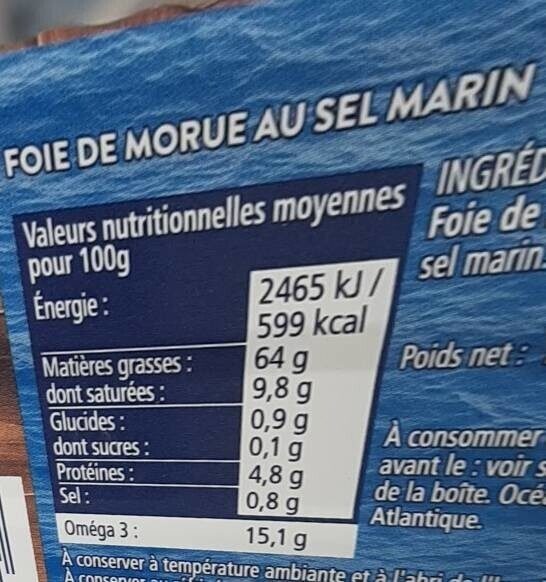 FOIE DE MORUE AU SEL MARIN
Valeurs nutritionnelles moyennes
pour 100g
Énergie : 2465 kJ /
599 kcal
Matières grasses : 64 g
dont saturées : 9,8 g
Glucides : 0,9 g
dont sucres : 0,1 g
Protéines : 4,8 g
Sel : 0,8 g
Oméga 3 : 15,1 g
INGRÉD
Foie de
sel marin.
Poids net :
À consommer
avant le : voir s
de la boîte. Océa
Atlantique.
À conserver à température ambiante et à l'abri
À conserver